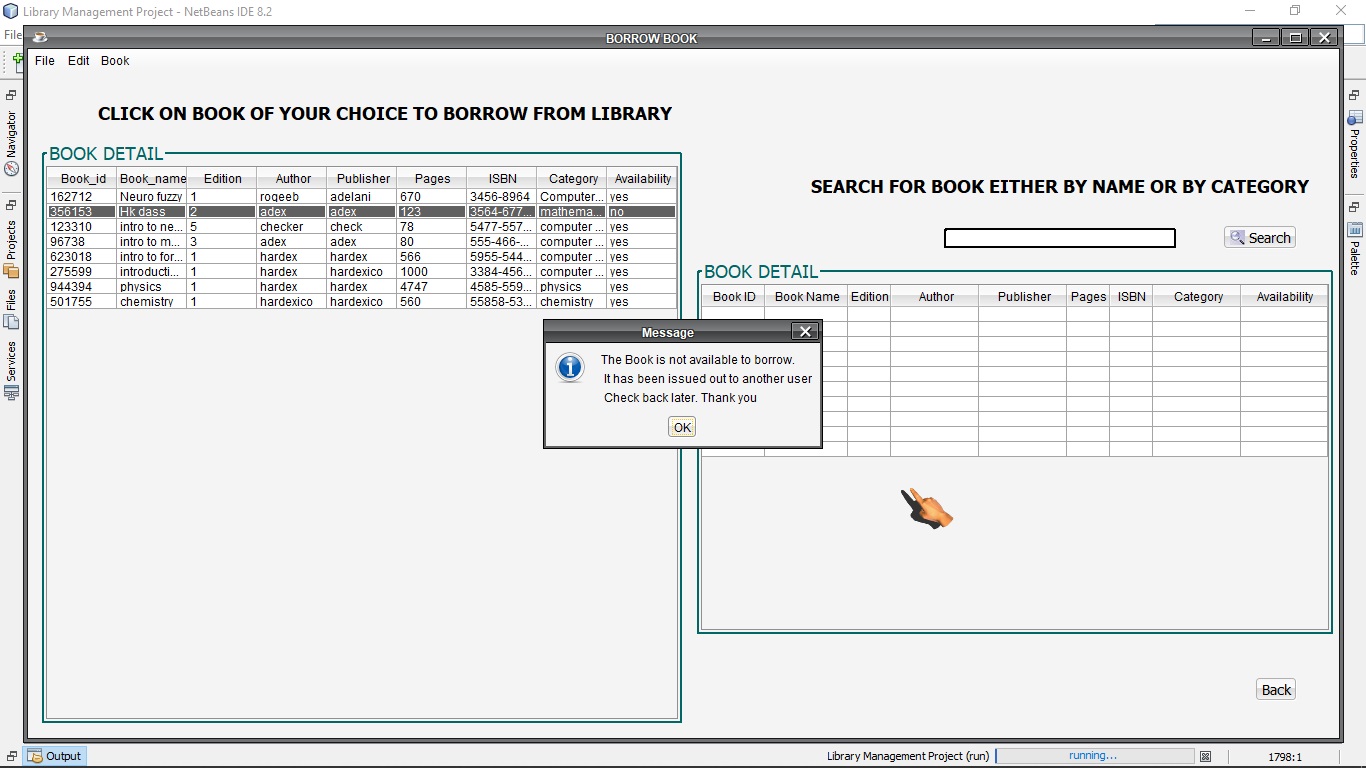 Library Management Project - NetBeans IDE 8.2
File
BORROW BOOK
File Edit Book
CLICK ON BOOK OF YOUR CHOICE TO BORROW FROM LIBRARY
BOOK DETAIL
Book_id Book_name Edition Author Publisher Pages ISBN Category Availability
162712 Neuro fuzzy 1 roqeeb adelani 670 3456-8964 Computer... yes
356153 Hk dass 2 adex adex 123 3564-677... mathema... no
123310 intro to ne... 5 checker check 78 5477-557... computer ... yes
96738 intro to m... 3 adex adex 80 555-466-... computer ... yes
623018 intro to for... 1 hardex hardex 566 5955-544... computer ... yes
275599 introducti... 1 hardex hardexico 1000 3384-456... computer ... yes
944394 physics 1 hardex hardex 4747 4585-559... physics yes
501755 chemistry 1 hardexico hardexico 560 55858-53... chemistry yes
SEARCH FOR BOOK EITHER BY NAME OR BY CATEGORY
Search
BOOK DETAIL
Book ID Book Name Edition Author Publisher Pages ISBN Category Availability
Message
The Book is not available to borrow.
It has been issued out to another user
Check back later. Thank you
OK
Back
Navigator
Projects
Files
Services
Properties
Palette
Output
Library Management Project (run) running... 1798:1